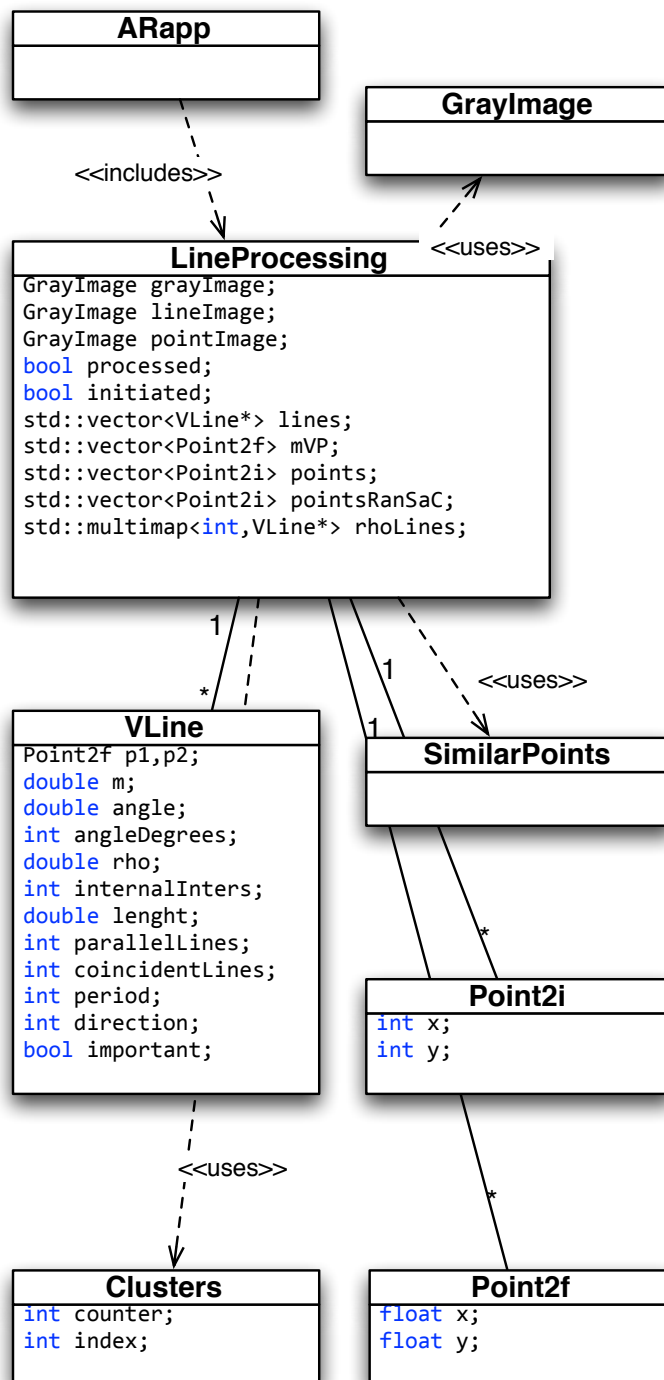 ARapp
GrayImage
<<includes>>
<<uses>>
LineProcessing
GrayImage grayImage;
GrayImage lineImage;
GrayImage pointImage;
bool processed;
bool initiated;
std::vector<VLine*> lines;
std::vector<Point2f> mVP;
std::vector<Point2i> points;
std::vector<Point2i> pointsRanSaC;
std::multimap<int,VLine*> rhoLines;
1
1
<<uses>>
*
1
VLine
Point2f p1,p2;
double m;
double angle;
int angleDegrees;
double rho;
int internalInters;
double lenght;
int parallelLines;
int coincidentLines;
int period;
int direction;
bool important;
SimilarPoints
*
Point2i
int x;
int y;
<<uses>>
*
Clusters
int counter;
int index;
Point2f
float x;
float y;